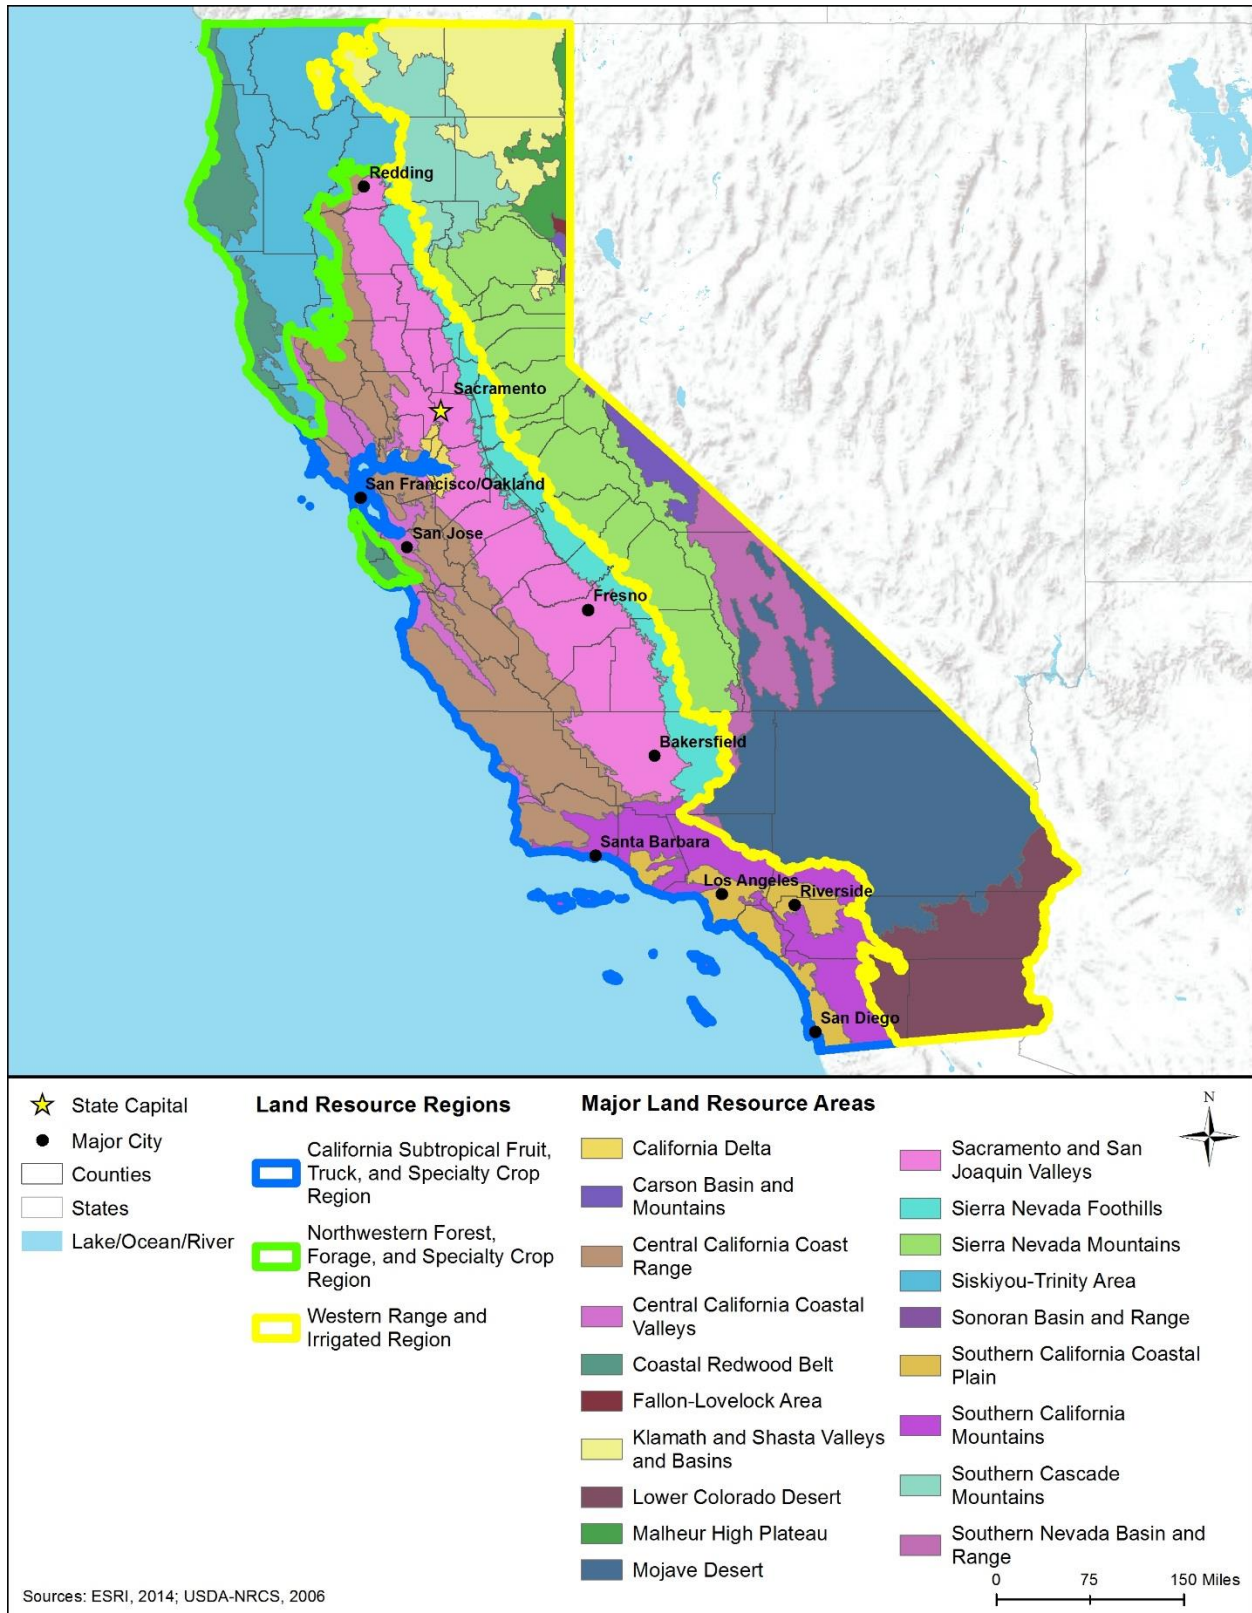 Redding
Sacramento
San Francisco/Oakland
San Jose
Fresno
Bakersfield
Santa Barbara
Los Angeles
Riverside
San Diego
State Capital
Major City
Counties
States
Lake/Ocean/River
Land Resource Regions
California Subtropical Fruit,
Truck, and Specialty Crop
Region
Northwestern Forest,
Forage, and Specialty Crop
Region
Western Range and
Irrigated Region
Major Land Resource Areas
California Delta
Carson Basin and
Mountains
Central California Coast
Range
Central California Coastal
Valleys
Coastal Redwood Belt
Fallon-Lovelock Area
Klamath and Shasta Valleys
and Basins
Lower Colorado Desert
Malheur High Plateau
Mojave Desert
Sacramento and San
Joaquin Valleys
Sierra Nevada Foothills
Sierra Nevada Mountains
Siskiyou-Trinity Area
Sonoran Basin and Range
Southern California Coastal
Plain
Southern California
Mountains
Southern Cascade
Mountains
Southern Nevada Basin and
Range
N
0 75 150 Miles
Sources: ESRI, 2014; USDA-NRCS, 2006